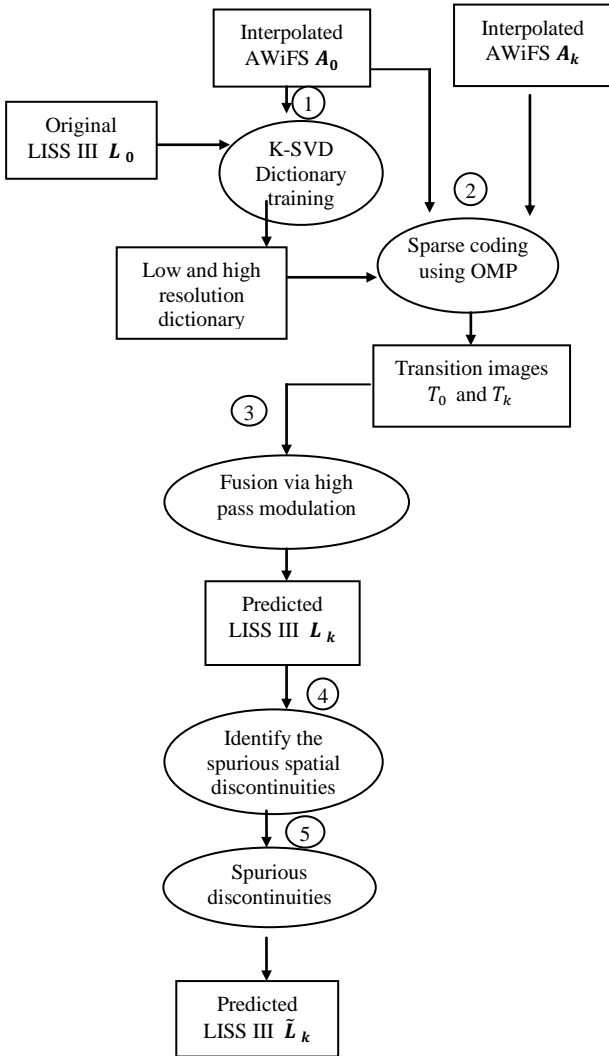 Interpolated
AWiFS A₀
Interpolated
AWiFS Aₖ
1
Original
LISS III L ₀
K-SVD
Dictionary
training
2
Sparse coding
using OMP
Low and high
resolution
dictionary
Transition images
T₀ and Tₖ
3
Fusion via high
pass modulation
Predicted
LISS III L ₖ
4
Identify the
spurious spatial
discontinuities
5
Spurious
discontinuities
Predicted
LISS III L̃ ₖ